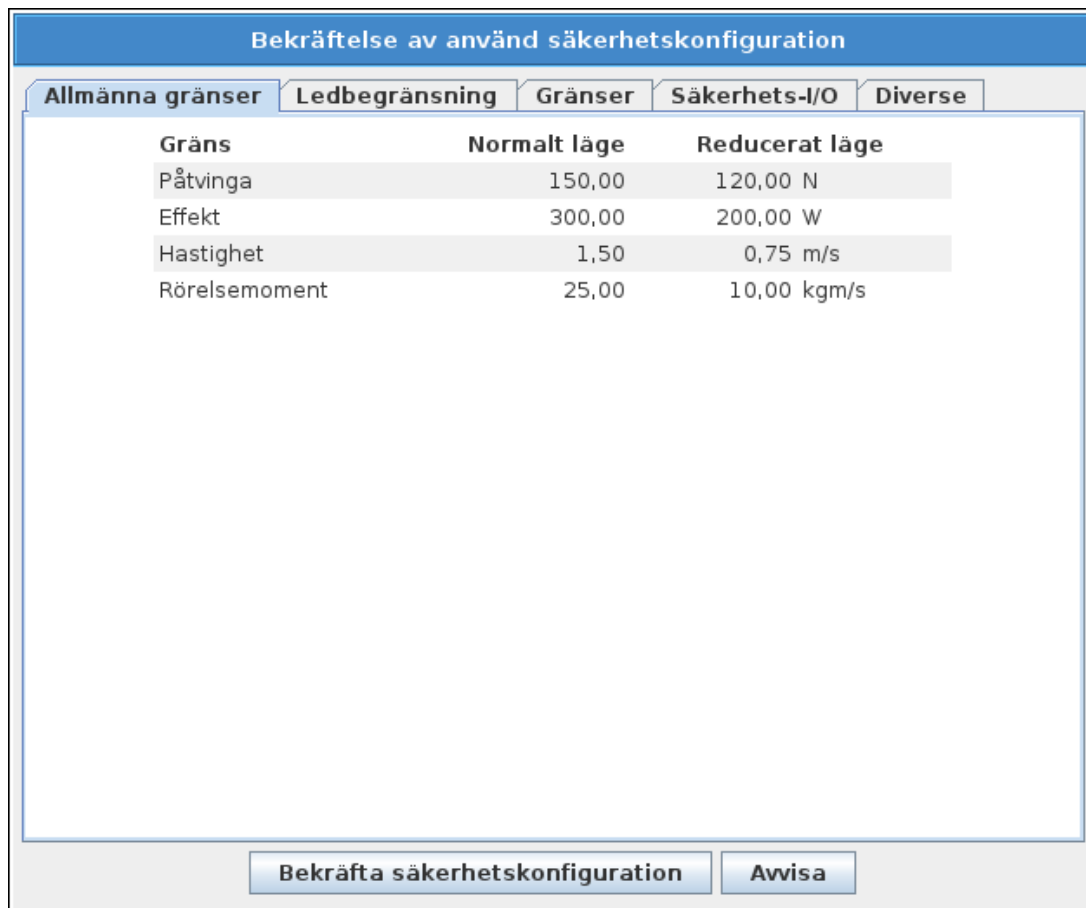 Bekräftelse av använd säkerhetskonfiguration
Allmänna gränser Ledbegränsning Gränser Säkerhets-I/O Diverse
Gräns Normalt läge Reducerat läge
Påtvinga 150,00 120,00 N
Effekt 300,00 200,00 W
Hastighet 1,50 0,75 m/s
Rörelsemoment 25,00 10,00 kgm/s
Bekräfta säkerhetskonfiguration Avvisa